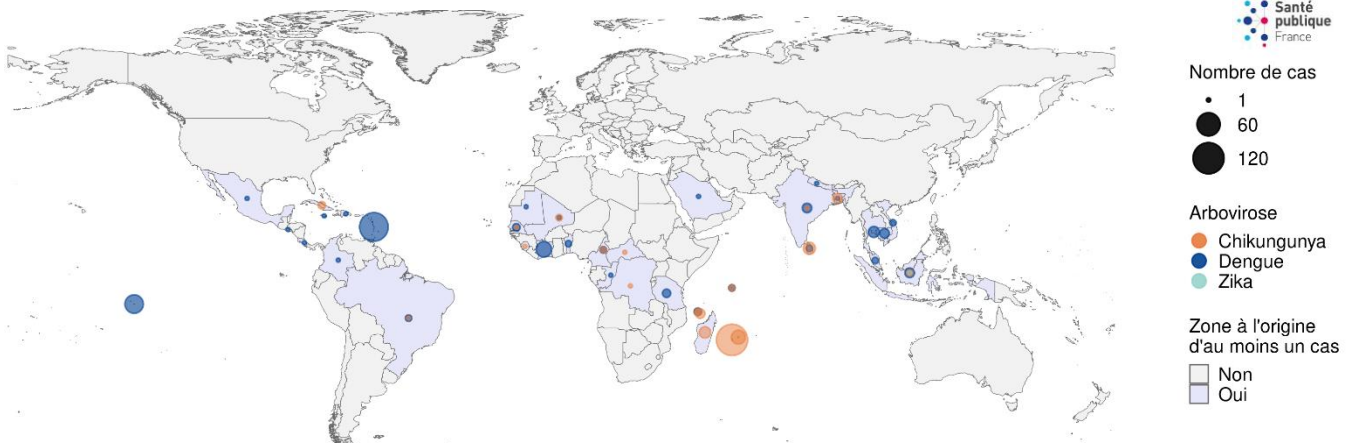 Santé
publique
France
Nombre de cas
1
60
120
Arbovirose
Chikungunya
Dengue
Zika
Zone à l'origine
d'au moins un cas
Non
Oui